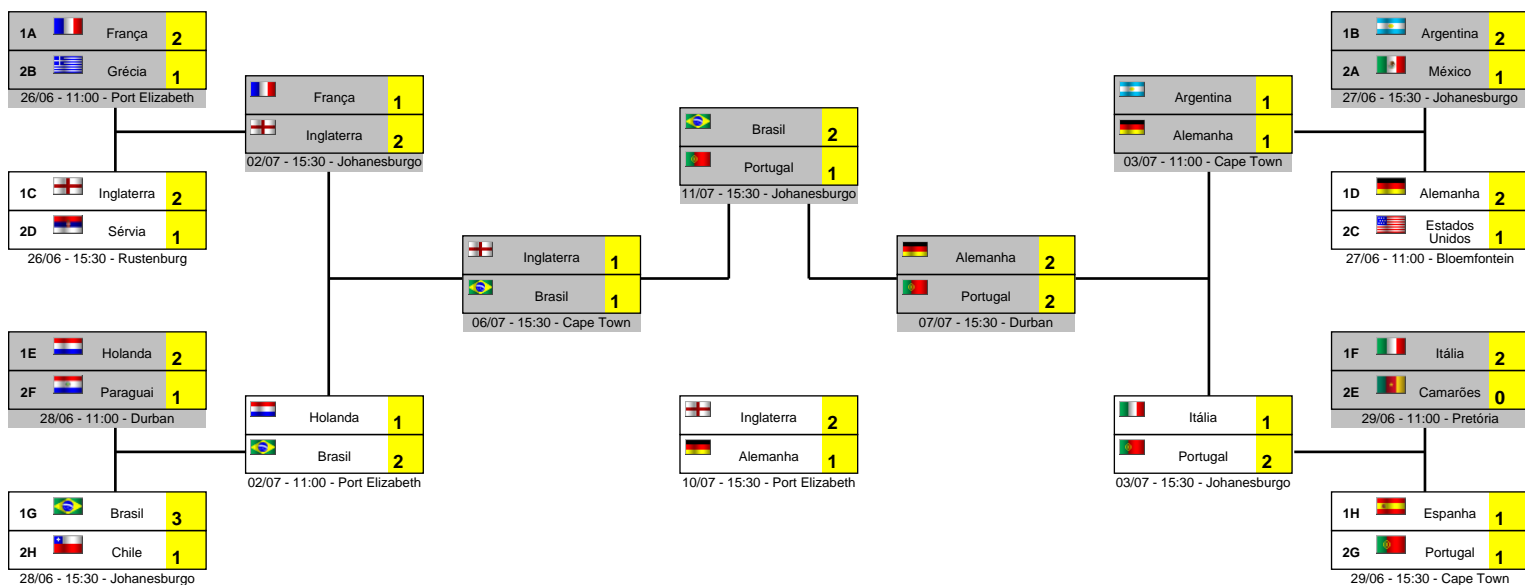 1A França 2
2B Grécia 1
26/06 - 11:00 - Port Elizabeth
1C Inglaterra 2
2D Sérvia 1
26/06 - 15:30 - Rustenburg
1E Holanda 2
2F Paraguai 1
28/06 - 11:00 - Durban
1G Brasil 3
2H Chile 1
28/06 - 15:30 - Johanesburgo
França 1
Inglaterra 2
02/07 - 15:30 - Johanesburgo
Holanda 1
Brasil 2
02/07 - 11:00 - Port Elizabeth
Inglaterra 1
Brasil 1
06/07 - 15:30 - Cape Town
Brasil 2
Portugal 1
11/07 - 15:30 - Johanesburgo
Inglaterra 2
Alemanha 1
10/07 - 15:30 - Port Elizabeth
Alemanha 2
Portugal 2
07/07 - 15:30 - Durban
Argentina 1
Alemanha 1
03/07 - 11:00 - Cape Town
Itália 1
Portugal 2
03/07 - 15:30 - Johanesburgo
1B Argentina 2
2A México 1
27/06 - 15:30 - Johanesburgo
1D Alemanha 2
2C Estados
Unidos 1
27/06 - 11:00 - Bloemfontein
1F Itália 2
2E Camarões 0
29/06 - 11:00 - Pretória
1H Espanha 1
2G Portugal 1
29/06 - 15:30 - Cape Town